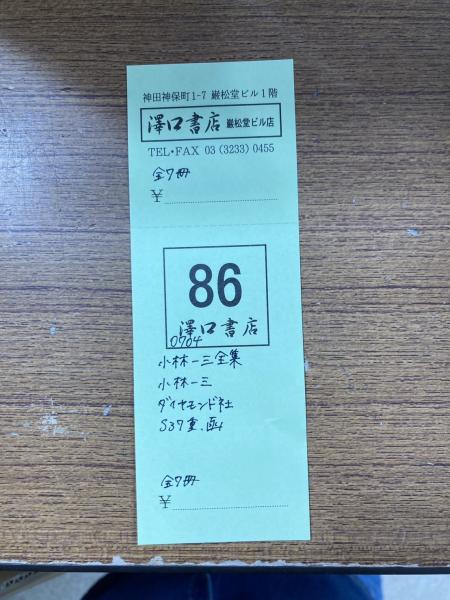 神田神保町1-7 巌松堂ビル1階
澤口書店 巌松堂ビル店
TEL・FAX 03 (3233) 0455
全7冊
¥
86
澤口書店
0704
小林一三全集
小林一三
ダイヤモンド社
S37重、函付
全7冊
¥